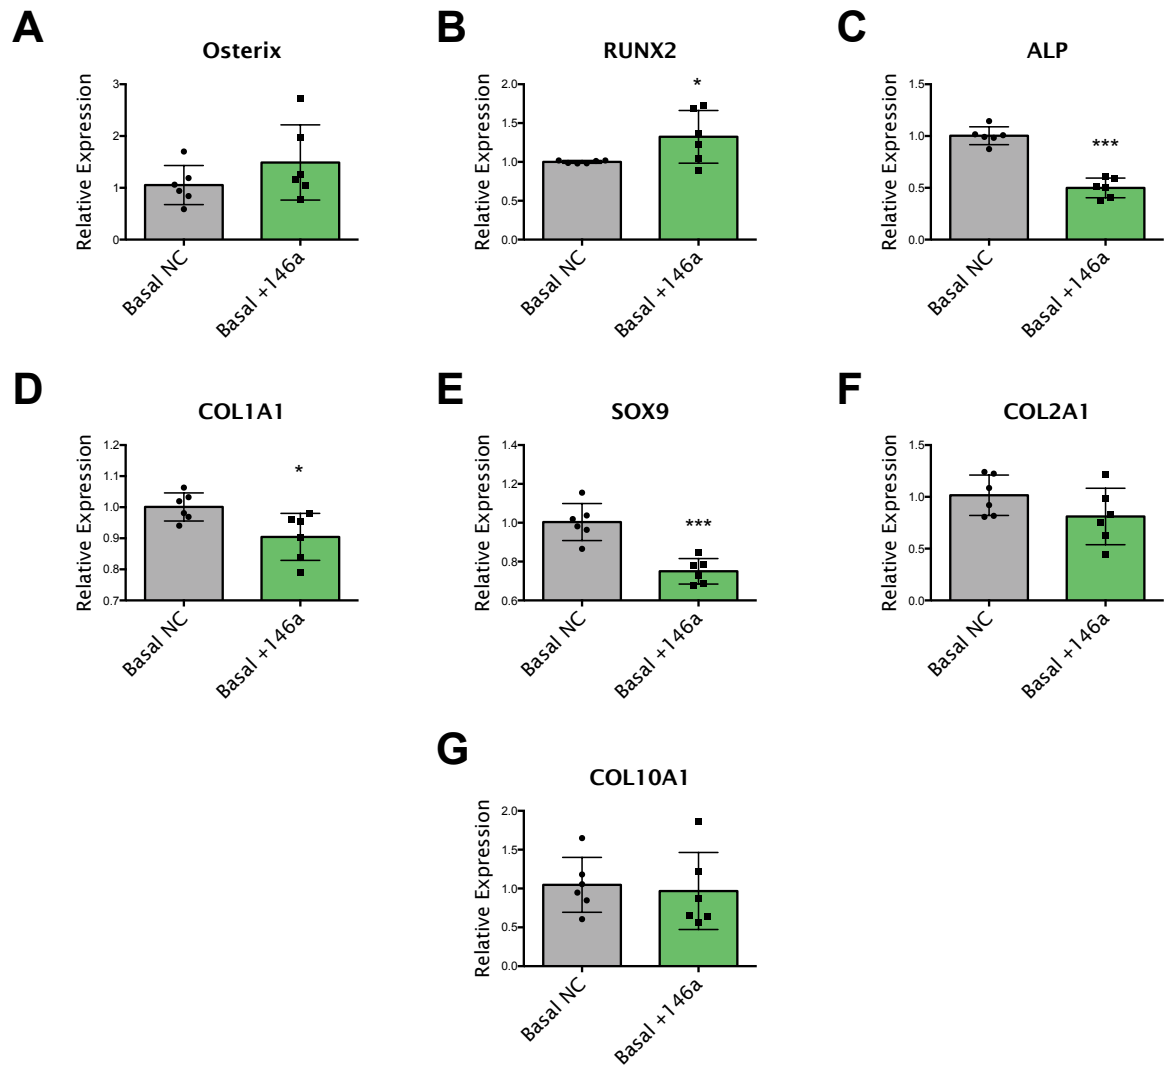 A
Osterix
Relative Expression
3
2
1
0
Basal NC
Basal +146a
B
RUNX2
*
Relative Expression
2.0
1.5
1.0
0.5
0.0
Basal NC
Basal +146a
C
ALP
***
Relative Expression
1.5
1.0
0.5
0.0
Basal NC
Basal +146a
D
COL1A1
*
Relative Expression
1.2
1.1
1.0
0.9
0.8
0.7
Basal NC
Basal +146a
E
SOX9
***
Relative Expression
1.4
1.2
1.0
0.8
0.6
Basal NC
Basal +146a
F
COL2A1
Relative Expression
1.5
1.0
0.5
0.0
Basal NC
Basal +146a
G
COL10A1
Relative Expression
2.0
1.5
1.0
0.5
0.0
Basal NC
Basal +146a